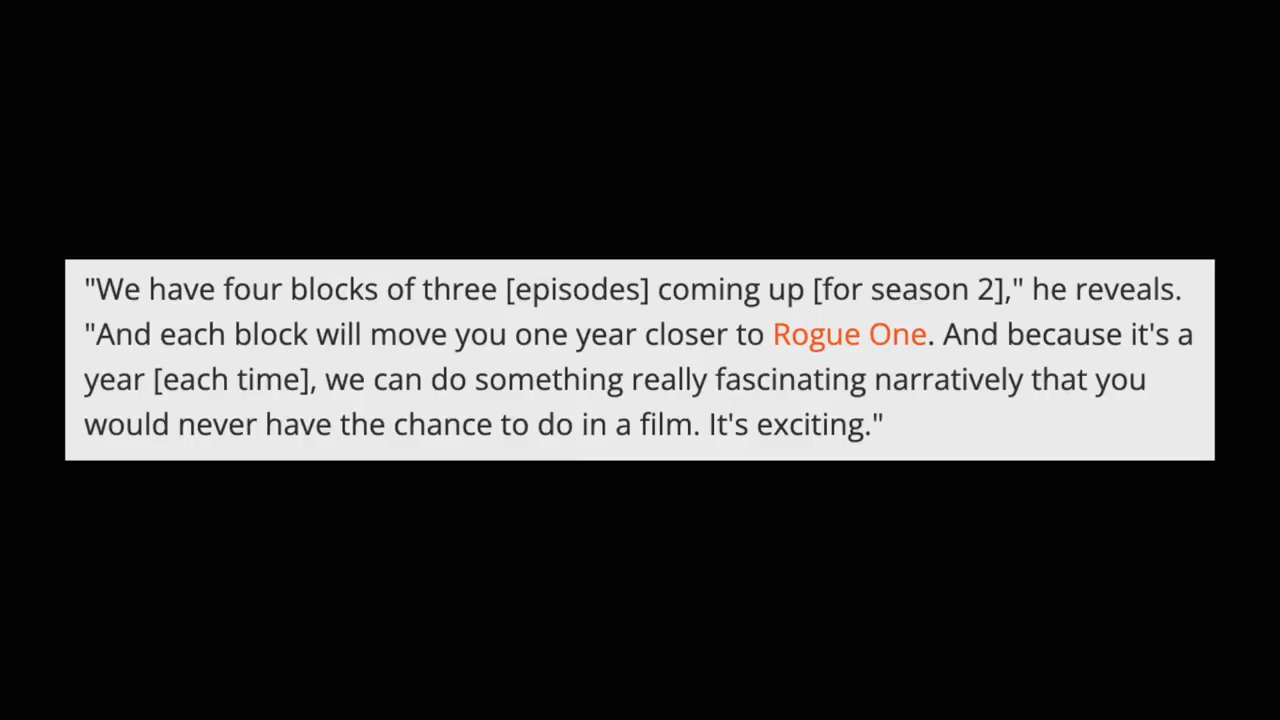 "We have four blocks of three [episodes] coming up [for season 2]," he reveals.
"And each block will move you one year closer to Rogue One. And because it's a
year [each time], we can do something really fascinating narratively that you
would never have the chance to do in a film. It's exciting."